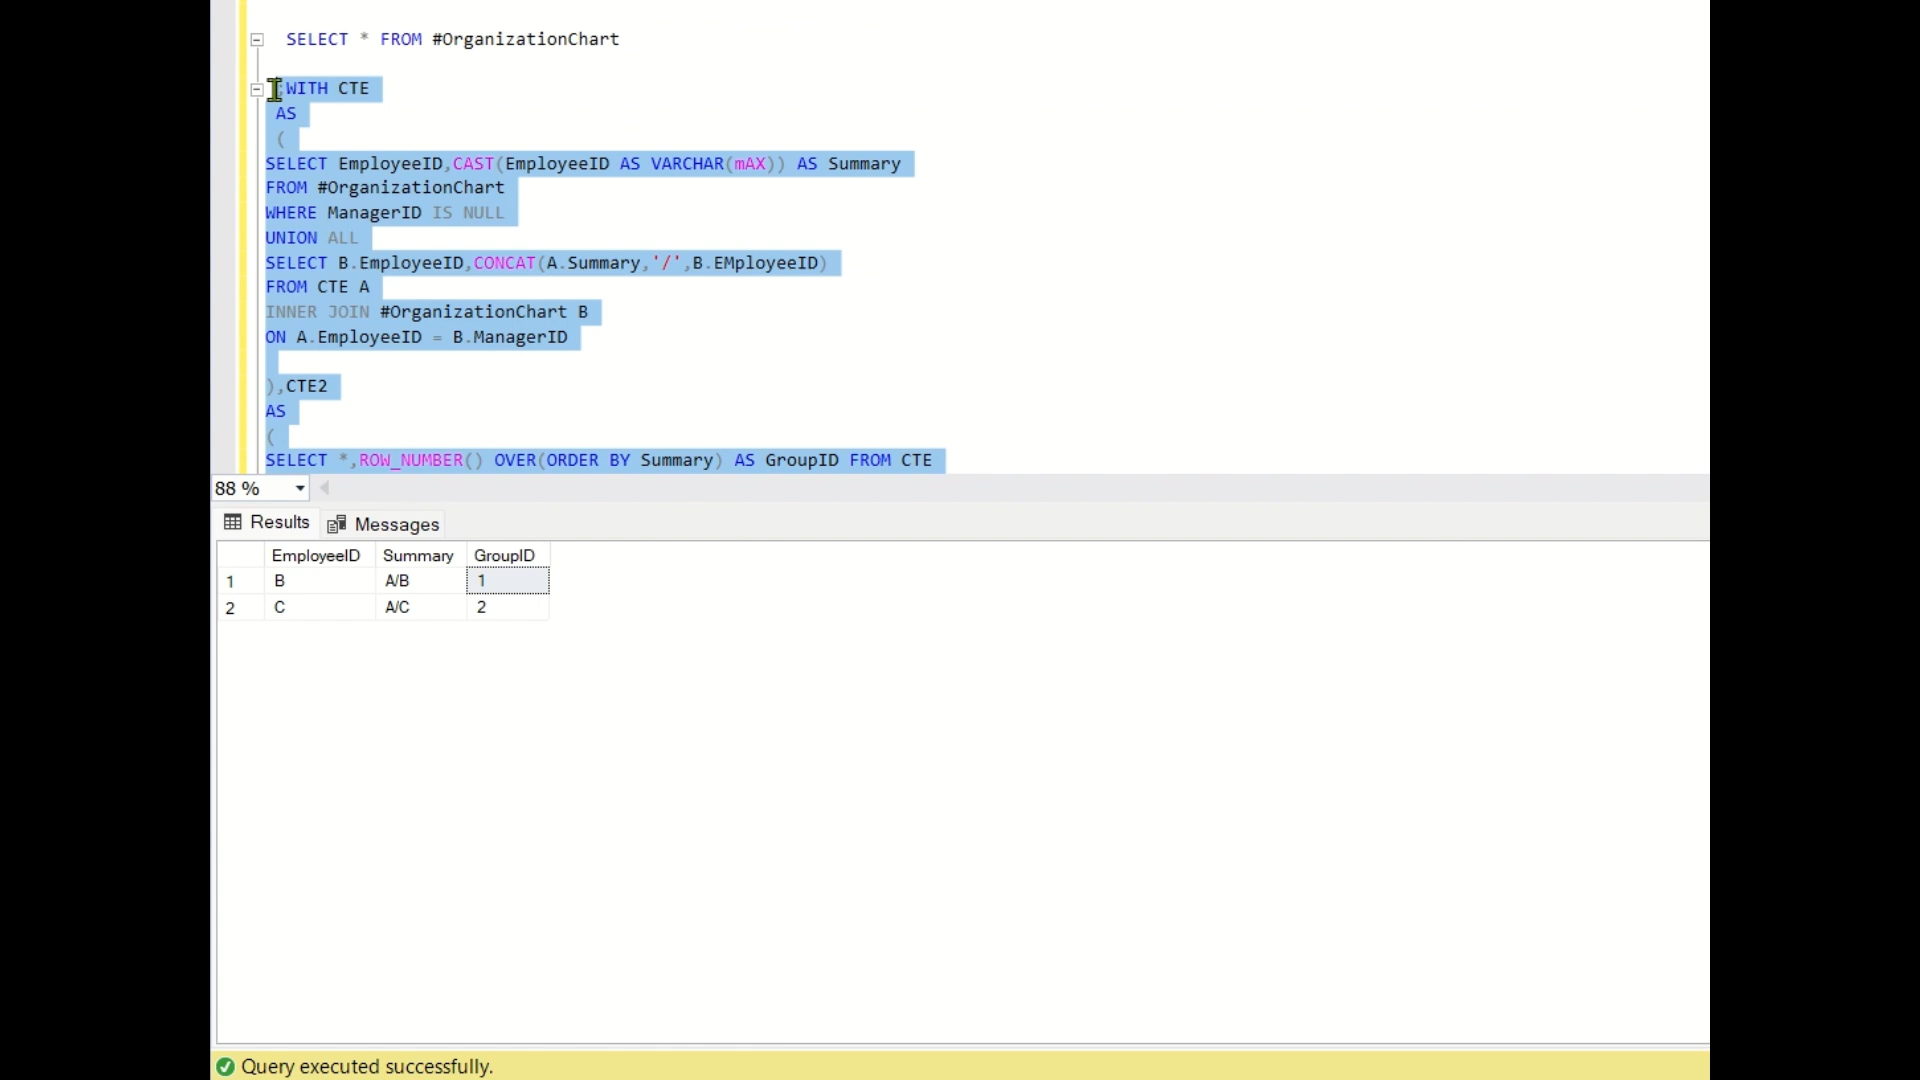 SELECT * FROM #OrganizationChart
;WITH CTE
AS
(
SELECT EmployeeID,CAST(EmployeeID AS VARCHAR(mAX)) AS Summary
FROM #OrganizationChart
WHERE ManagerID IS NULL
UNION ALL
SELECT B.EmployeeID,CONCAT(A.Summary,'/',B.EMployeeID)
FROM CTE A
INNER JOIN #OrganizationChart B
ON A.EmployeeID = B.ManagerID
),CTE2
AS
(
SELECT *,ROW_NUMBER() OVER(ORDER BY Summary) AS GroupID FROM CTE
88 %
Results Messages
EmployeeID Summary GroupID
1 B A/B 1
2 C A/C 2
Query executed successfully.